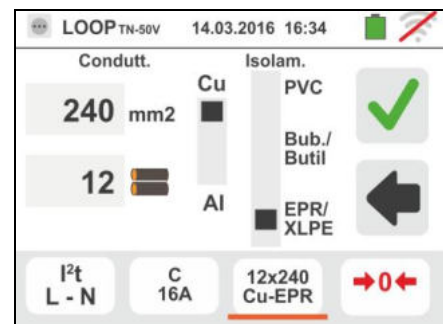 LOOP TN-50V 14.03.2016 16:34
Condutt. Isolam.
Cu PVC
240 mm2
Bub./
Butil
12
Al EPR/
XLPE
I²t
L - N
C
16A
12x240
Cu-EPR
→0←